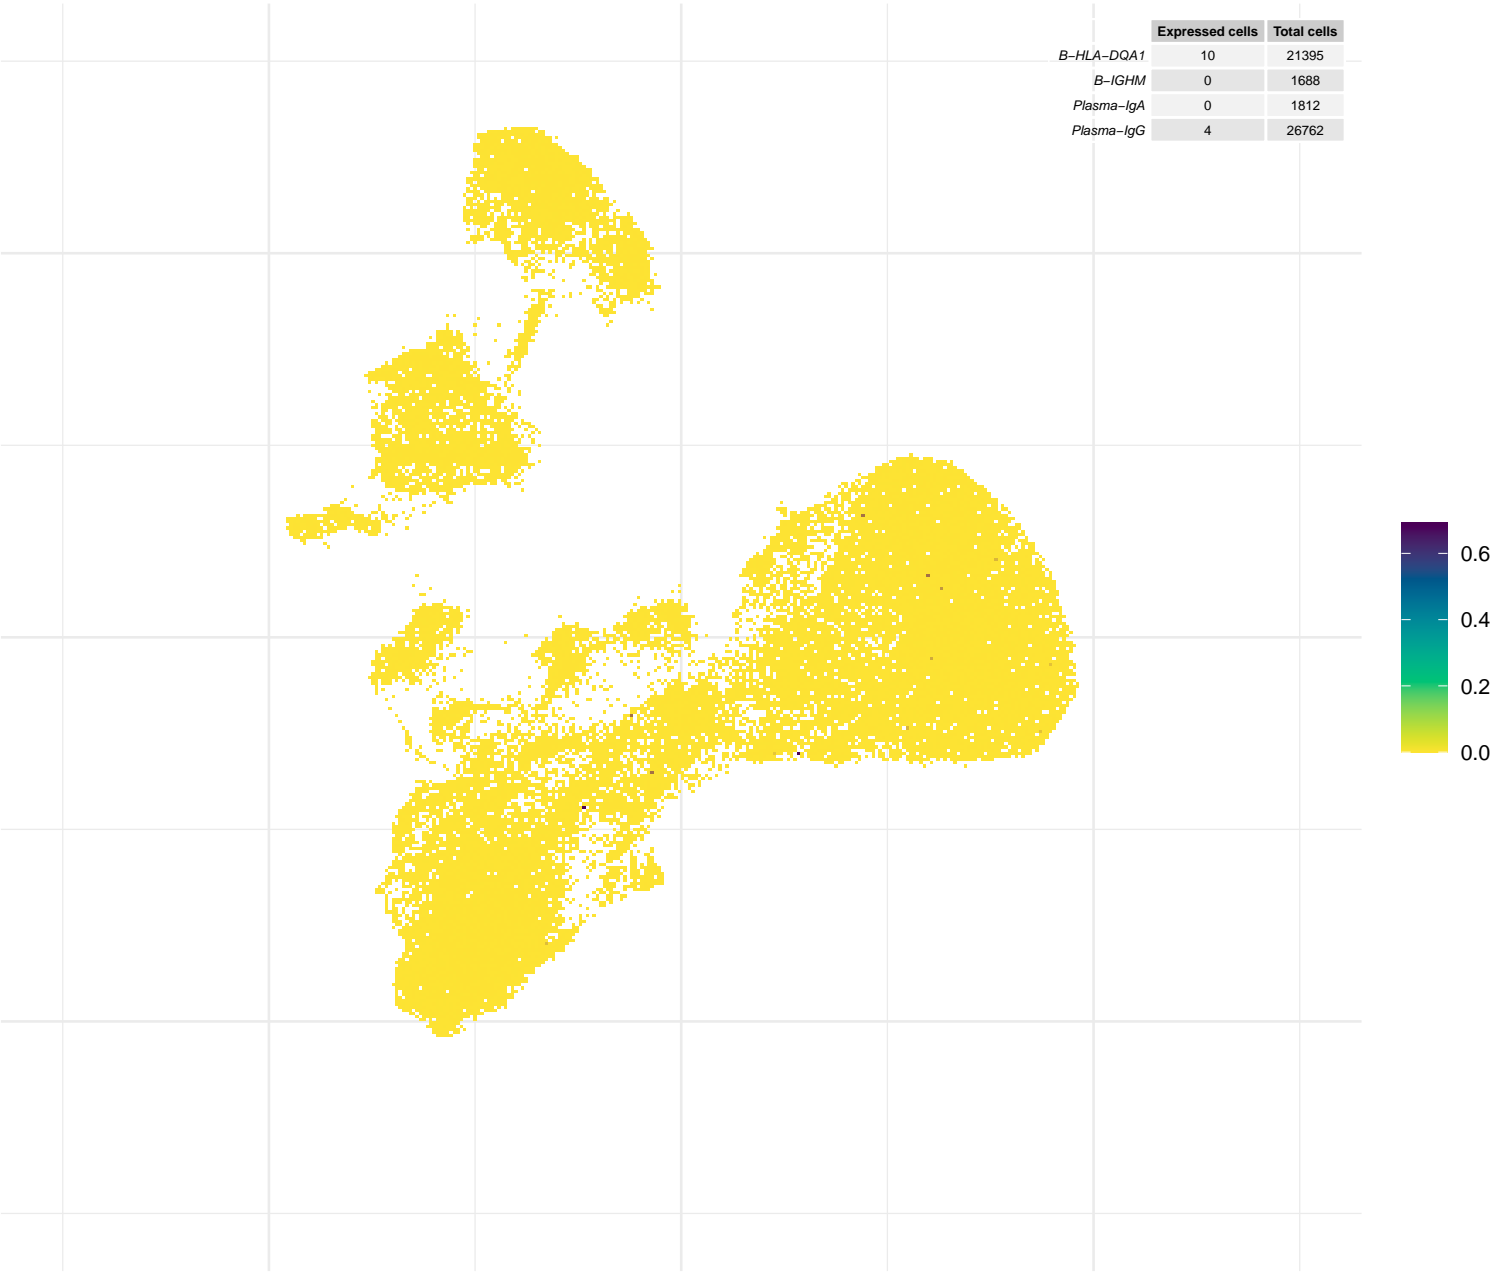 Expressed cells Total cells
B−HLA−DQA1 10 21395
B−IGHM 0 1688
Plasma−IgA 0 1812
Plasma−IgG 4 26762
0.6
0.4
0.2
0.0